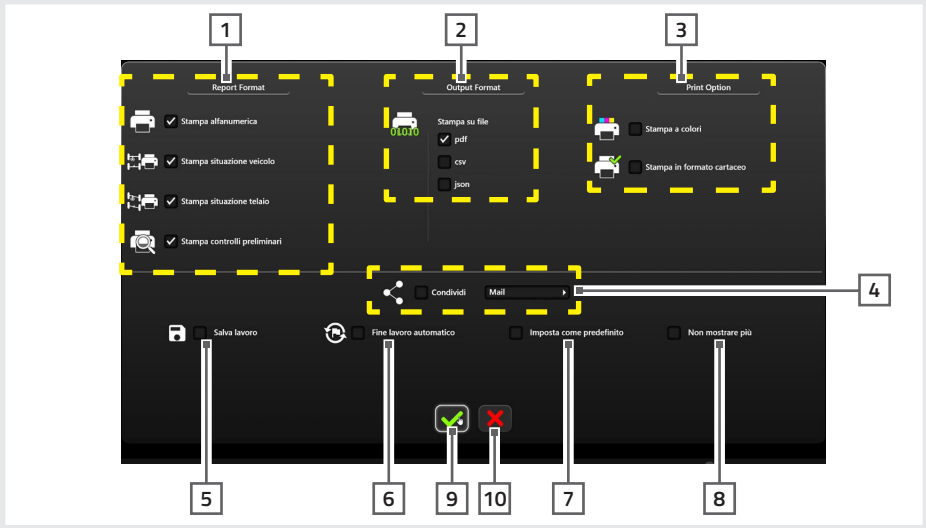 1
2
3
Report Format
Output Format
Print Option
Stampa alfanumerica
Stampa situazione veicolo
Stampa situazione telaio
Stampa controlli preliminari
01010
Stampa su file
pdf
csv
json
Stampa a colori
Stampa in formato cartaceo
Condividi
Mail
4
Salva lavoro
Fine lavoro automatico
Imposta come predefinito
Non mostrare più
5
6
9
10
7
8